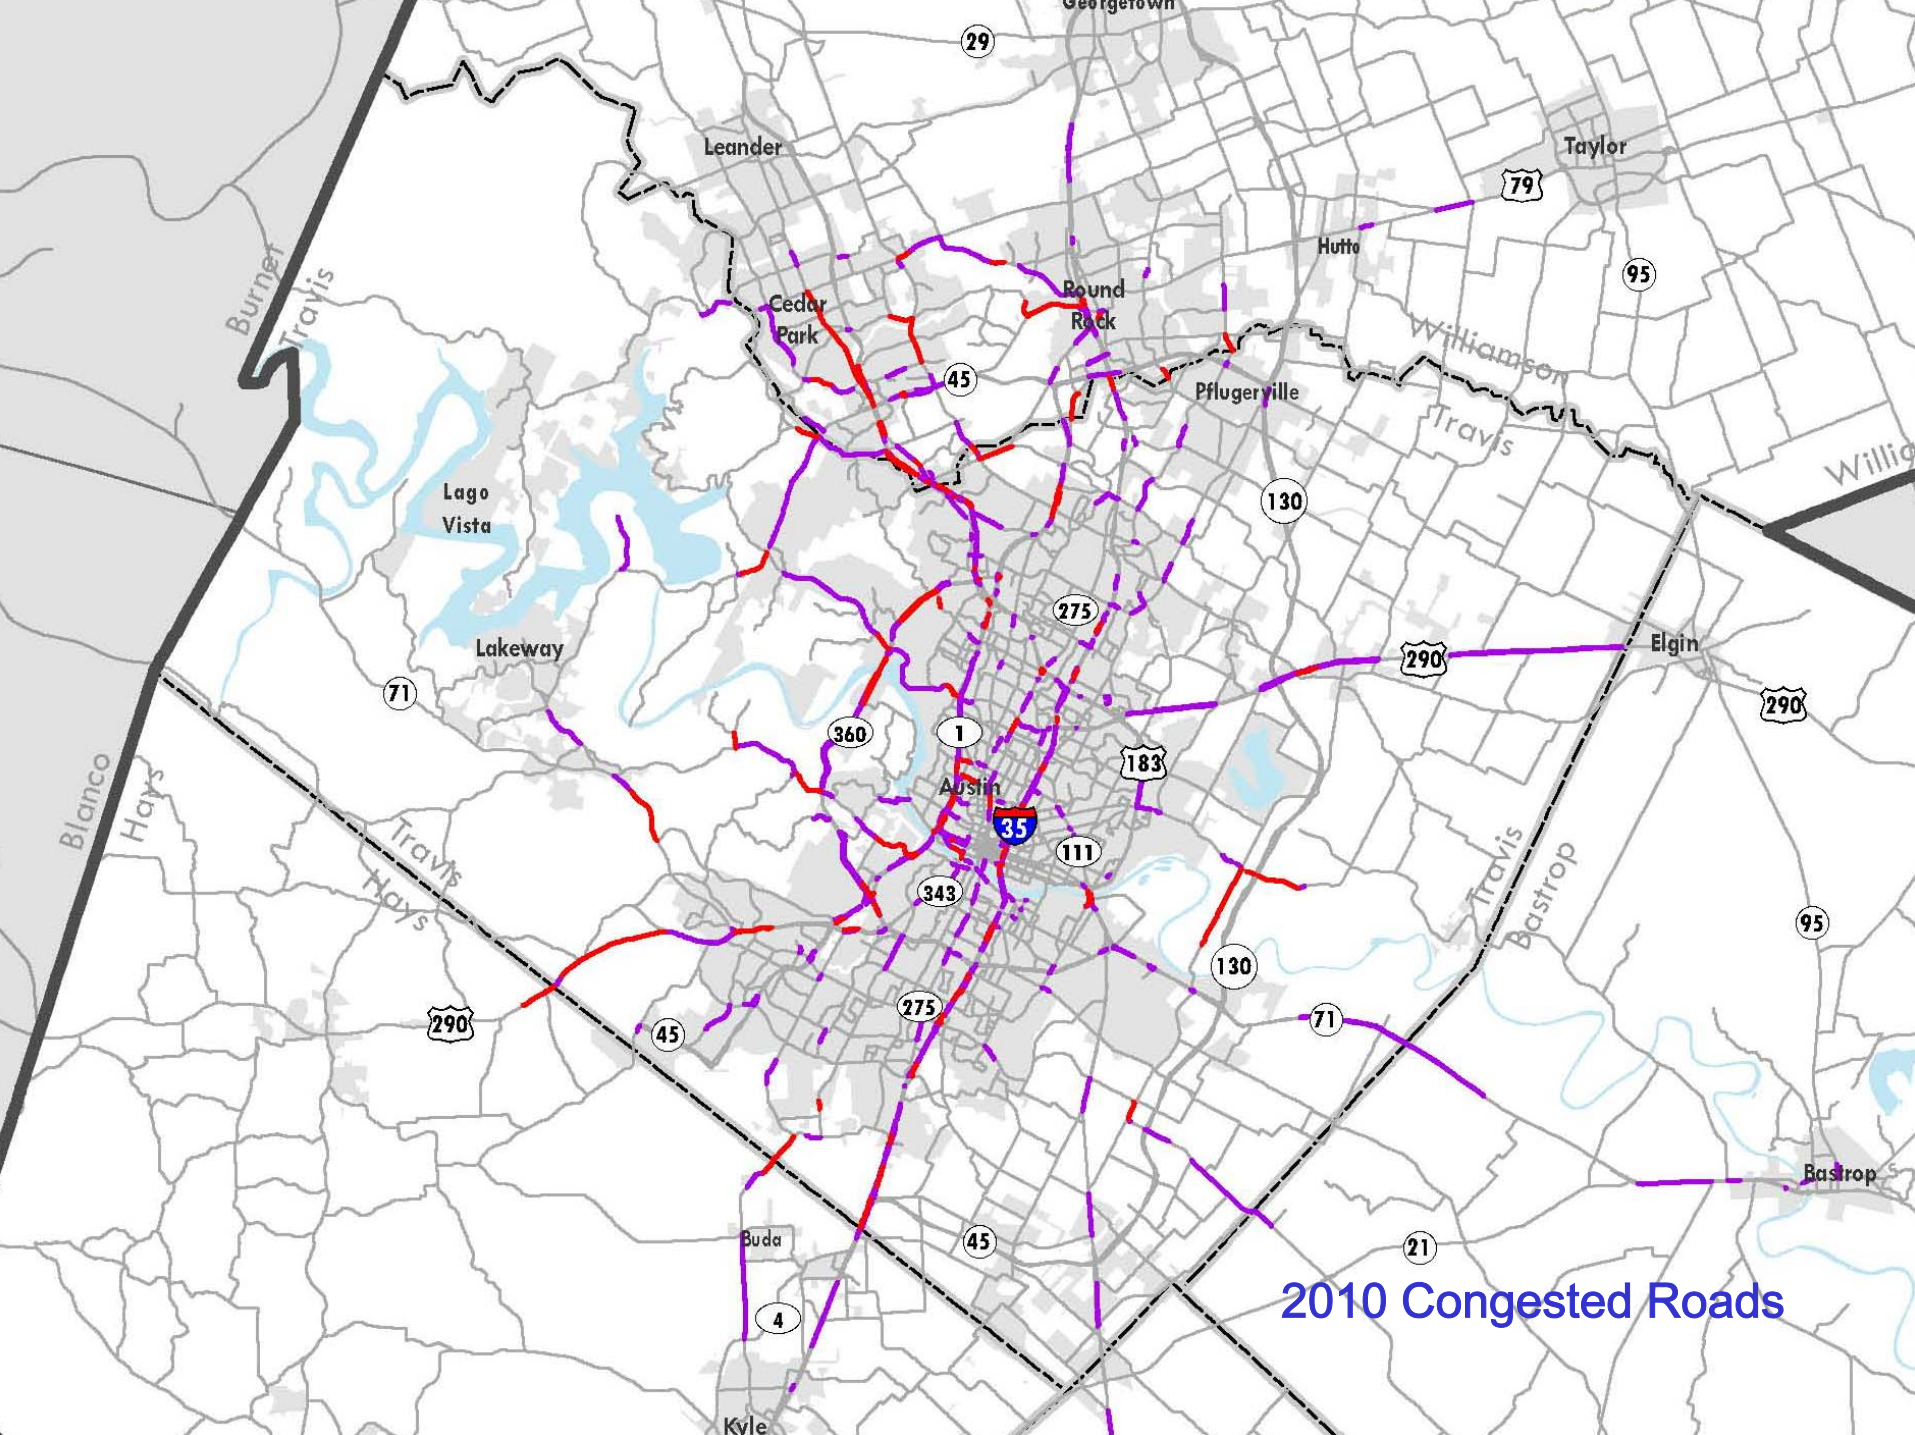 Georgetown
29
Leander
Taylor
79
Hutto
95
Burnet
Travis
Round
Rock
Cedar
Park
Williamson
45
Pflugerville
Travis
Willia
Lago
Vista
130
275
Lakeway
290
Elgin
71
290
360
1
183
Austin
Blanco
Hays
35
111
Travis
Hays
343
Travis
Bastrop
95
130
275
290
45
71
Bastrop
Buda
45
21
2010 Congested Roads
4
Kyle